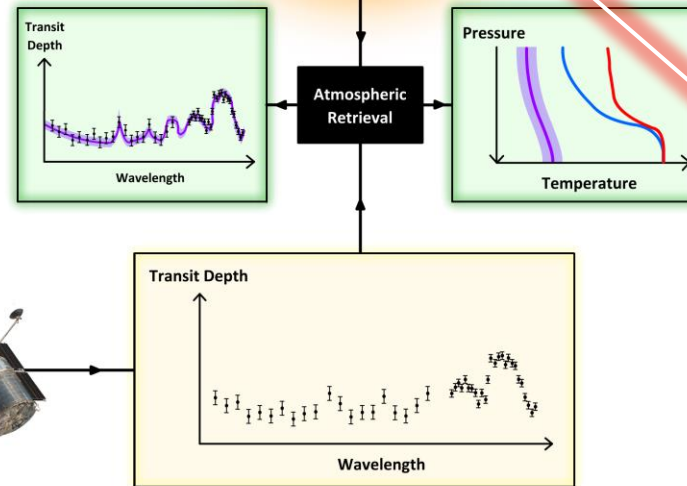 Transit
Depth
Wavelength
Atmospheric
Retrieval
Pressure
Temperature
Transit Depth
Wavelength